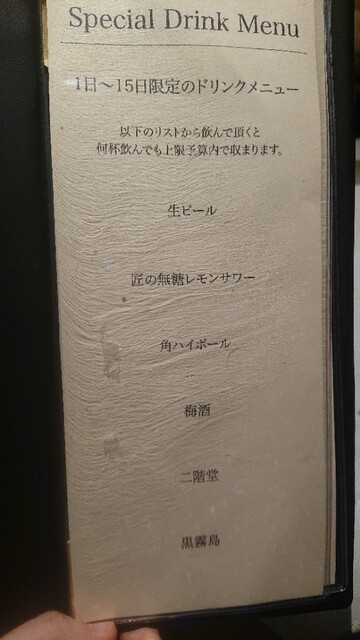 Special Drink Menu
1日～15日限定のドリンクメニュー
以下のリストから飲んで頂くと
何杯飲んでも上限予算内で収まります。
生ビール
匠の無糖レモンサワー
角ハイボール
梅酒
二階堂
黒霧島